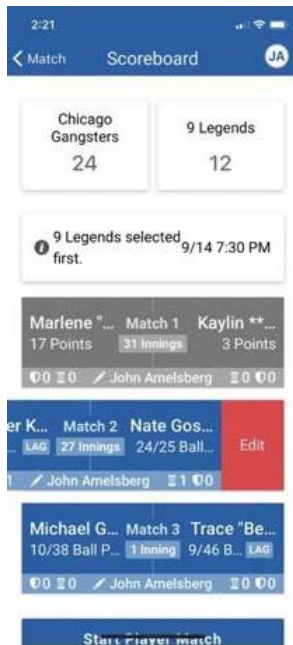 2:21
Match Scoreboard JA
Chicago
Gangsters
24
9 Legends
12
9 Legends selected
first.
9/14 7:30 PM
Marlene "... Match 1 Kaylin **...
17 Points 31 Innings 3 Points
0 0 John Amelsberg 0 0
er K... Match 2 Nate Gos...
... LAG 27 Innings 24/25 Ball...
Edit
1 John Amelsberg 1 0
Michael G... Match 3 Trace "Be...
10/38 Ball P... 1 Inning 9/46 B... LAG
0 0 John Amelsberg 0 0
Start Player Match